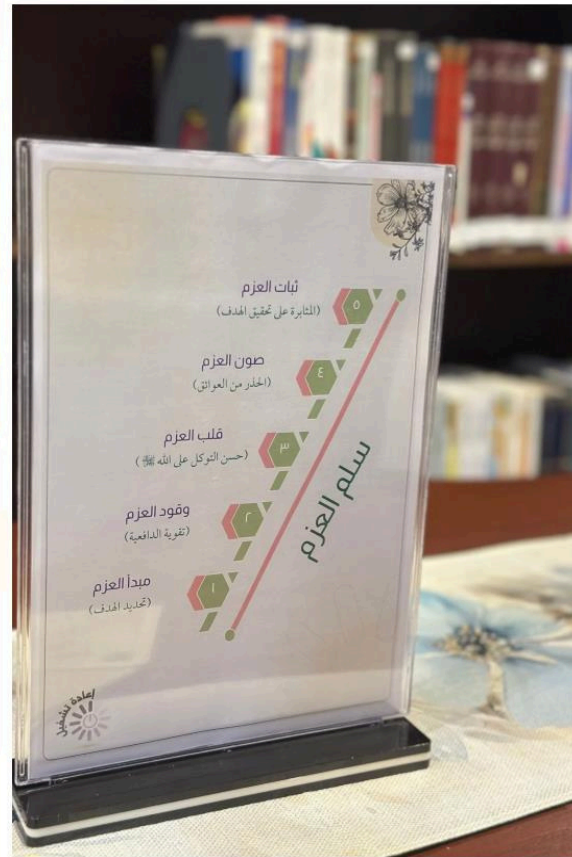 ٥
ثبات العزم
(المثابرة على تحقيق الهدف)
٤
صون العزم
(الحذر من العوائق)
٣
قلب العزم
(حسن التوكل على الله ﷻ)
٢
وقود العزم
(تقوية الدافعية)
١
مبدأ العزم
(تحديد الهدف)
سلم العزم
إعادة تشغيل